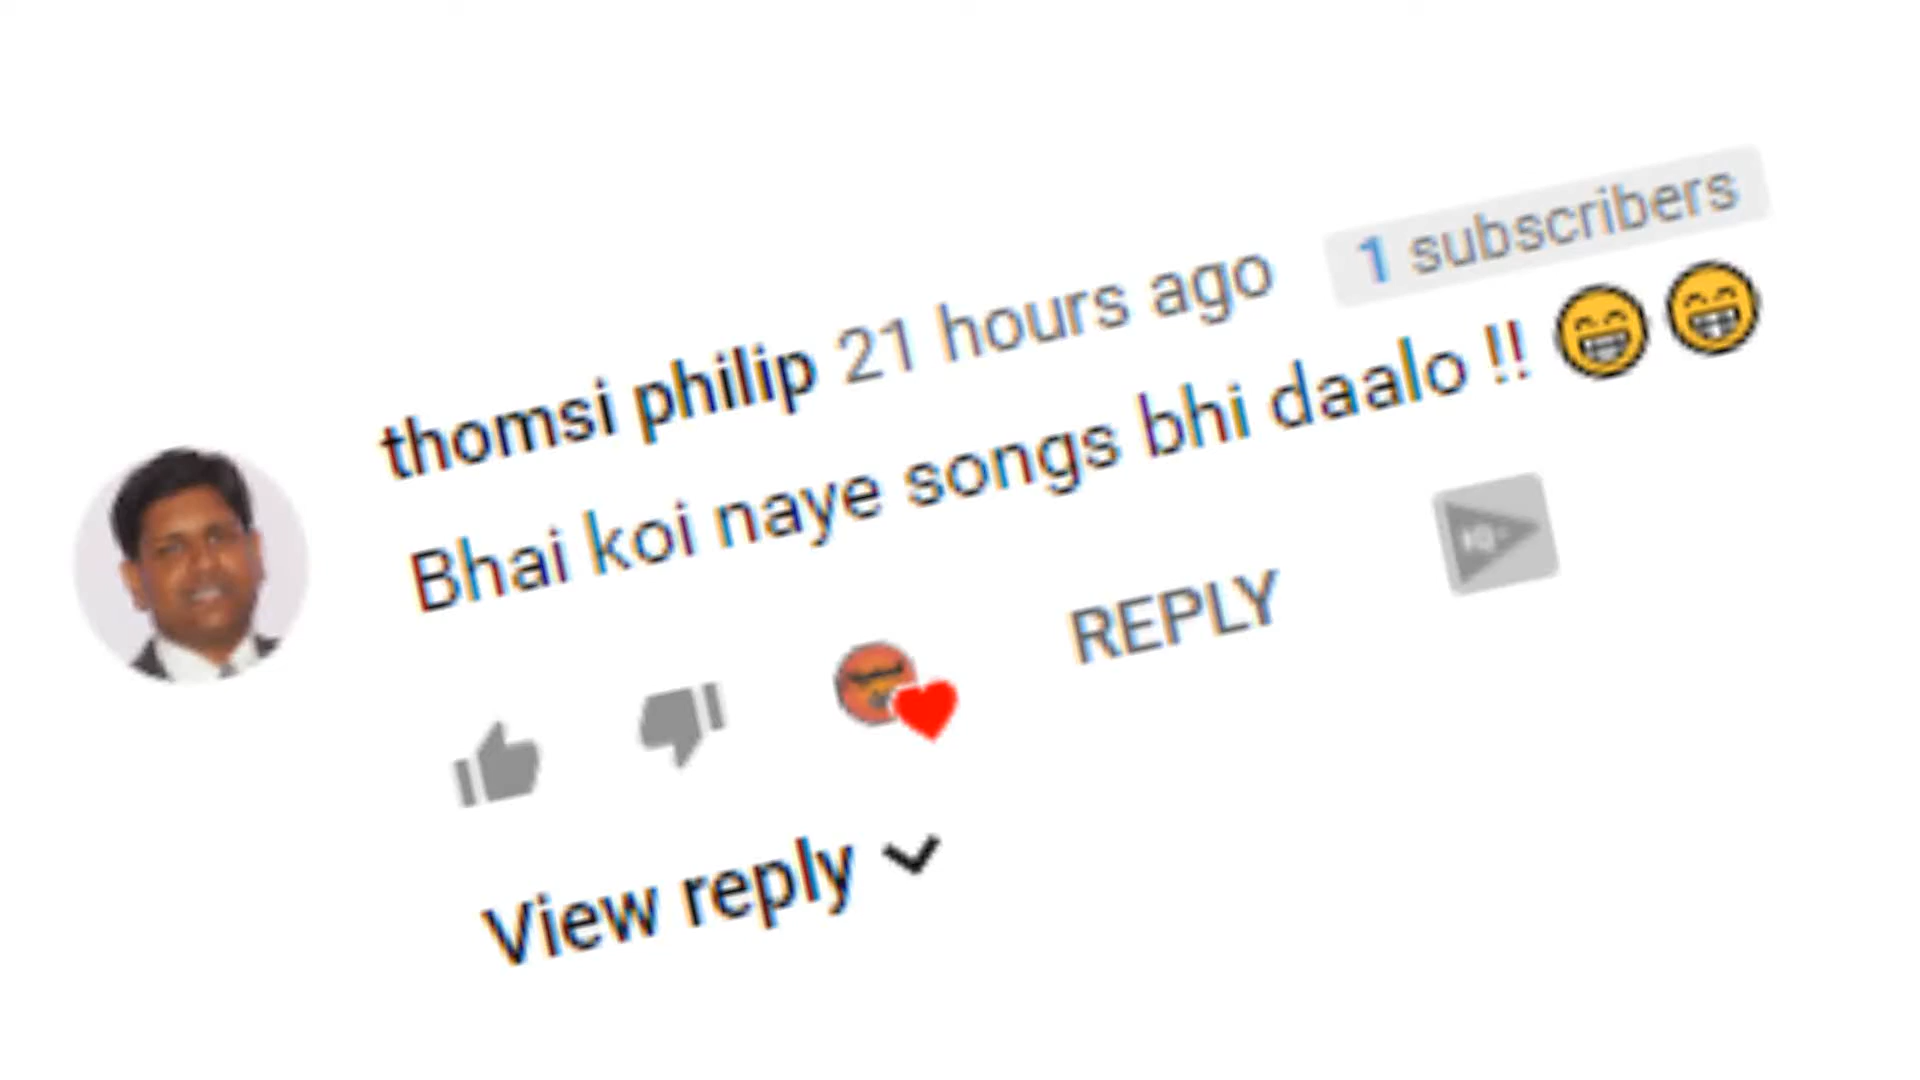 thomsi philip 21 hours ago 1 subscribers
Bhai koi naye songs bhi daalo !! 😁😁
REPLY
View reply